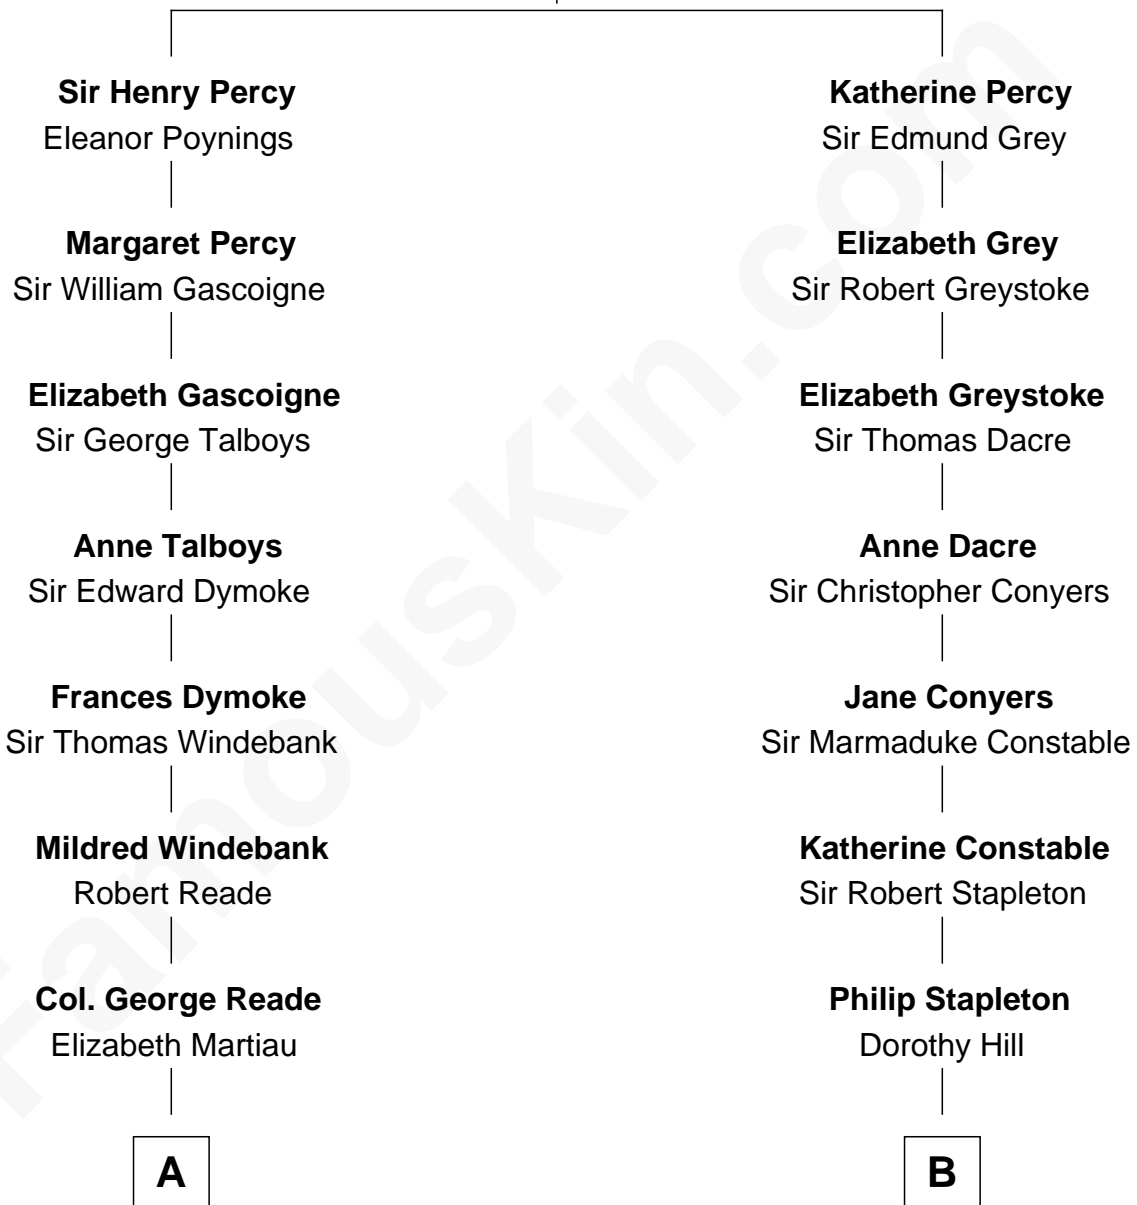 Sir Henry Percy
Eleanor Poynings
Margaret Percy
Sir William Gascoigne
Elizabeth Gascoigne
Sir George Talboys
Anne Talboys
Sir Edward Dymoke
Frances Dymoke
Sir Thomas Windebank
Mildred Windebank
Robert Reade
Col. George Reade
Elizabeth Martiau
A
Katherine Percy
Sir Edmund Grey
Elizabeth Grey
Sir Robert Greystoke
Elizabeth Greystoke
Sir Thomas Dacre
Anne Dacre
Sir Christopher Conyers
Jane Conyers
Sir Marmaduke Constable
Katherine Constable
Sir Robert Stapleton
Philip Stapleton
Dorothy Hill
B
FamousKin.com